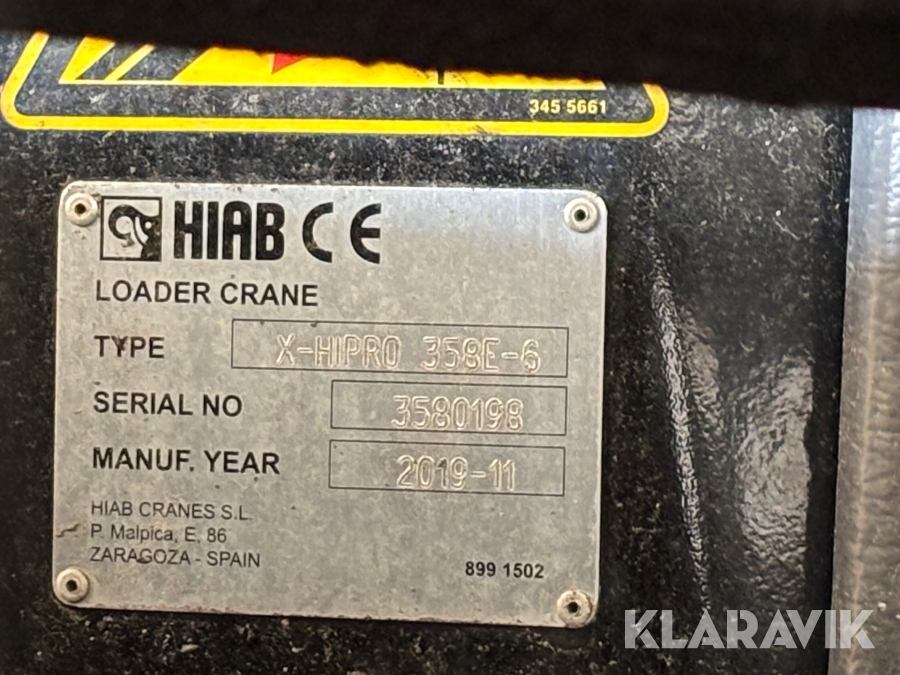 345 5661
HIAB CE
LOADER CRANE
TYPE X-HIPRO 358E-6
SERIAL NO 3580198
MANUF. YEAR 2019-11
HIAB CRANES S.L.
P. Malpica, E, 86
ZARAGOZA - SPAIN
899 1502
KLARAVIK